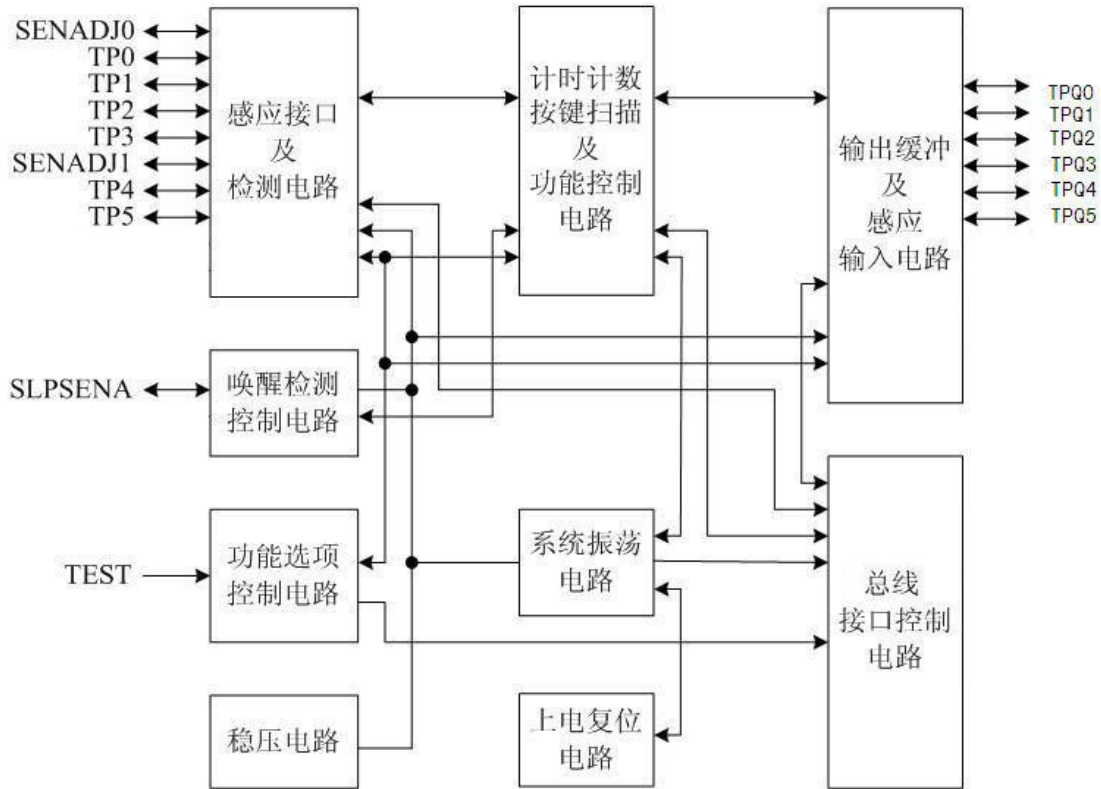 SENADJ0
TP0
TP1
TP2
TP3
SENADJ1
TP4
TP5
感应接口
及
检测电路
计时计数
按键扫描
及
功能控制
电路
输出缓冲
及
感应
输入电路
TPQ0
TPQ1
TPQ2
TPQ3
TPQ4
TPQ5
SLPSENA
唤醒检测
控制电路
TEST
功能选项
控制电路
系统振荡
电路
总线
接口控制
电路
稳压电路
上电复位
电路